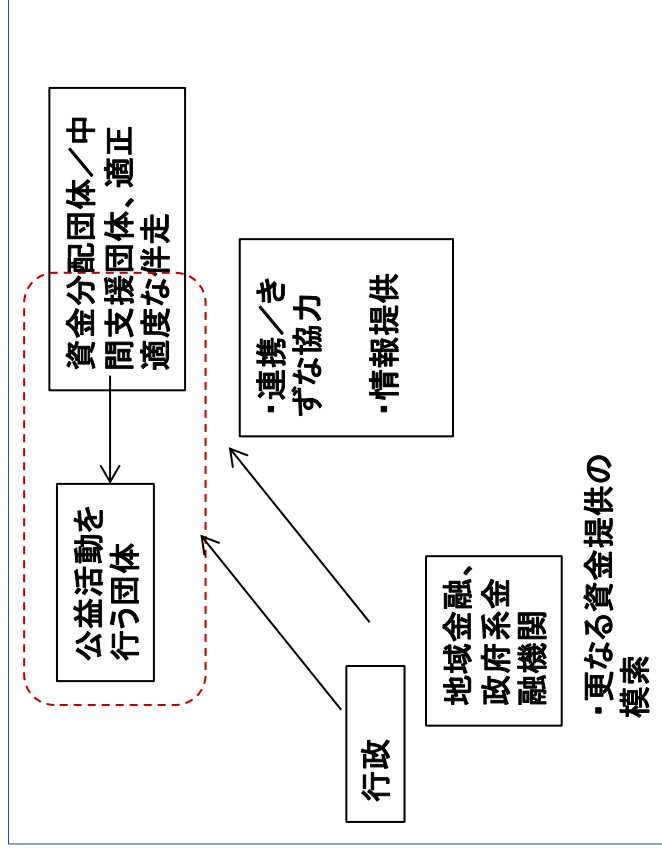 公益活動を
行う団体
資金分配団体／中
間支援団体、適正
適度な伴走
・連携／き
ずな協力
・情報提供
行政
地域金融、
政府系金
融機関
・更なる資金提供の
模索